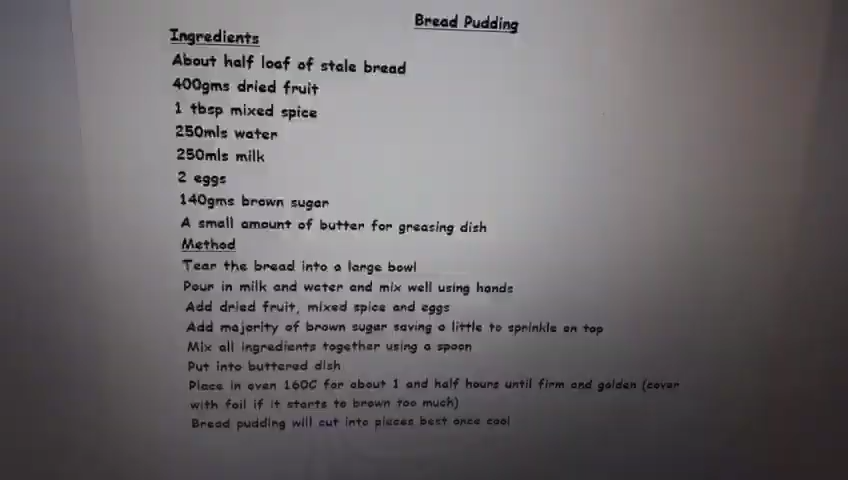 Bread Pudding
Ingredients
About half loaf of stale bread
400gms dried fruit
1 tbsp mixed spice
250mls water
250mls milk
2 eggs
140gms brown sugar
A small amount of butter for greasing dish
Method
Tear the bread into a large bowl
Pour in milk and water and mix well using hands
Add dried fruit, mixed spice and eggs
Add majority of brown sugar saving a little to sprinkle on top
Mix all ingredients together using a spoon
Put into buttered dish
Place in oven 160C for about 1 and half hours until firm and golden (cover
with foil if it starts to brown too much)
Bread pudding will cut into pieces best once cool